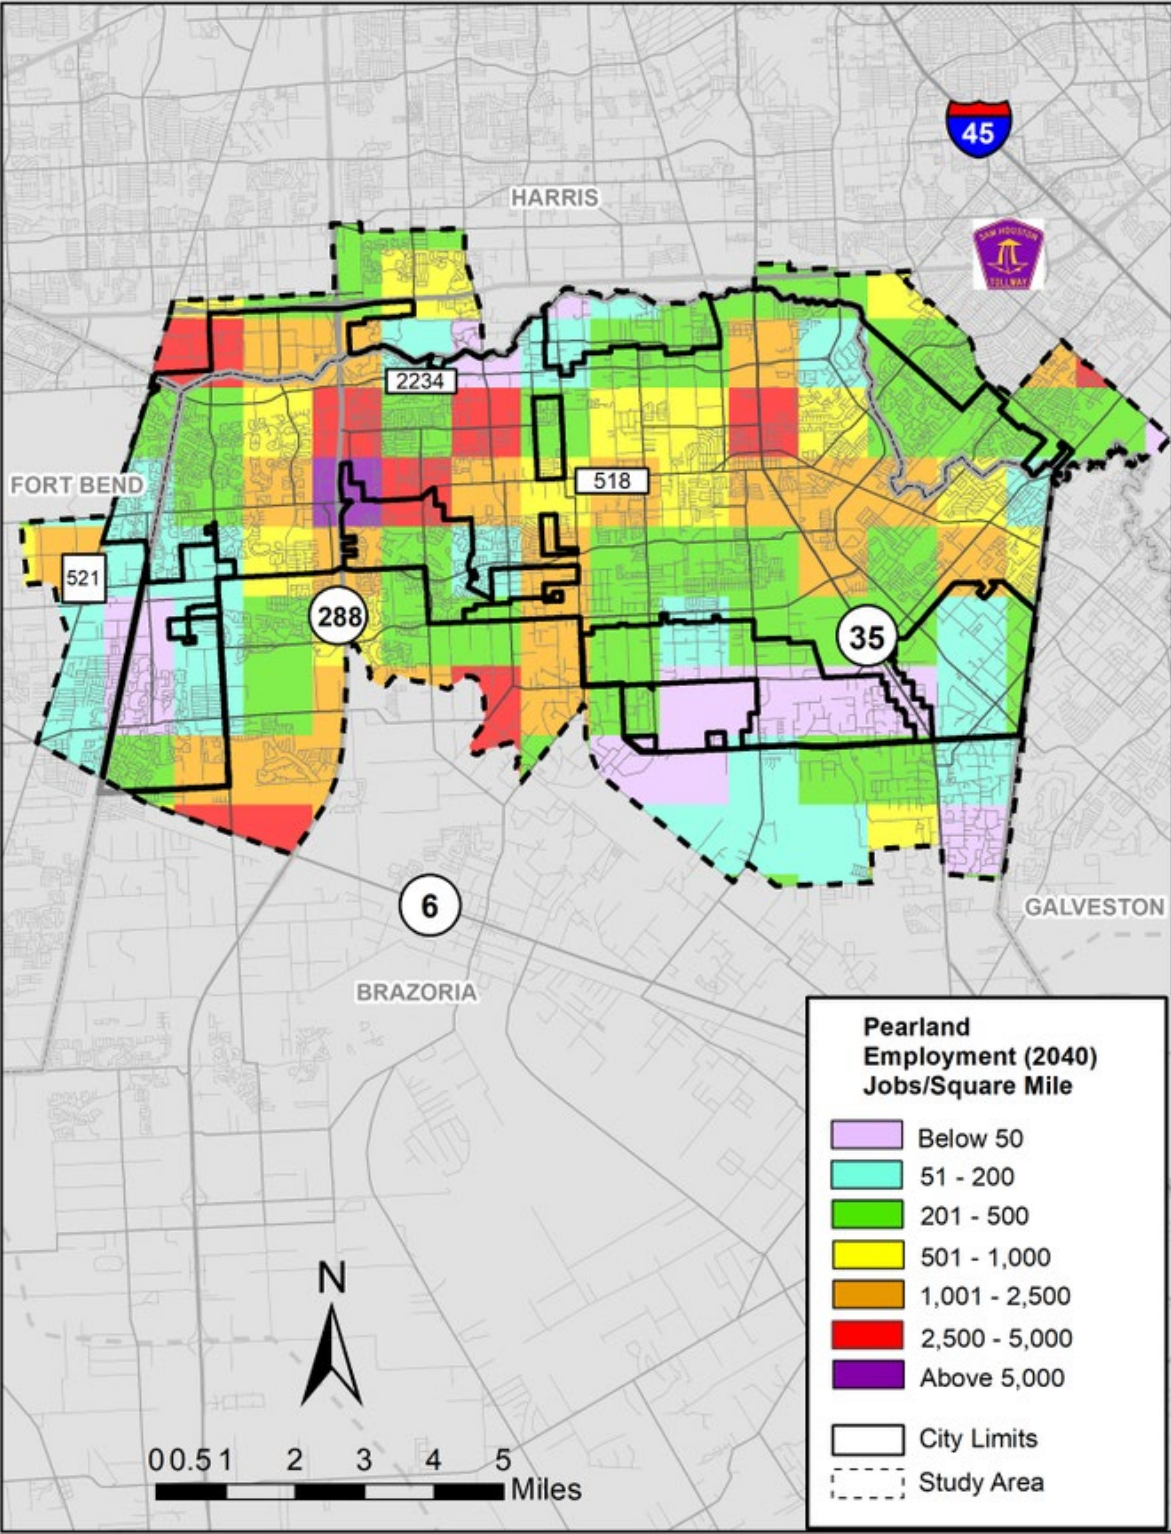 45
HARRIS
SAM HOUSTON
TOLLWAY
2234
FORT BEND
518
521
288
35
6
GALVESTON
BRAZORIA
Pearland
Employment (2040)
Jobs/Square Mile
Below 50
51 - 200
201 - 500
501 - 1,000
1,001 - 2,500
2,500 - 5,000
Above 5,000
City Limits
Study Area
N
0 0.5 1 2 3 4 5
Miles